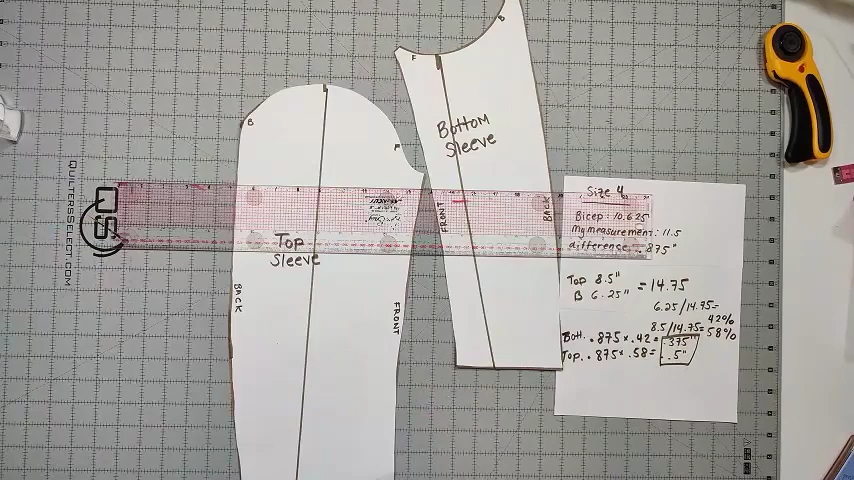 B
F
B
F
Bottom
Sleeve
FRONT
BACK
Top
Sleeve
BACK
FRONT
QS
QUILTERSSELECT.COM
Size 4
Bicep: 10.625
My measurement: 11.5
difference = .875"
Top 8.5"
B 6.25"
= 14.75
6.25/14.75=
42%
8.5/14.75=
58%
Bott. .875 x .42 = .375"
Top. .875 x .58 = .5"